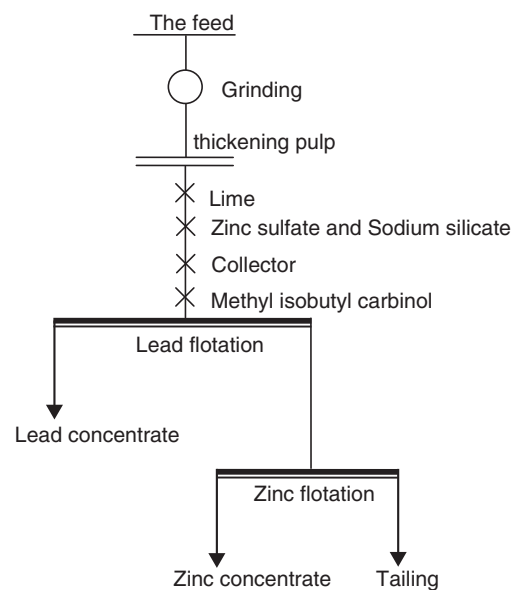 The feed
Grinding
thickening pulp
Lime
Zinc sulfate and Sodium silicate
Collector
Methyl isobutyl carbinol
Lead flotation
Lead concentrate
Zinc flotation
Zinc concentrate
Tailing